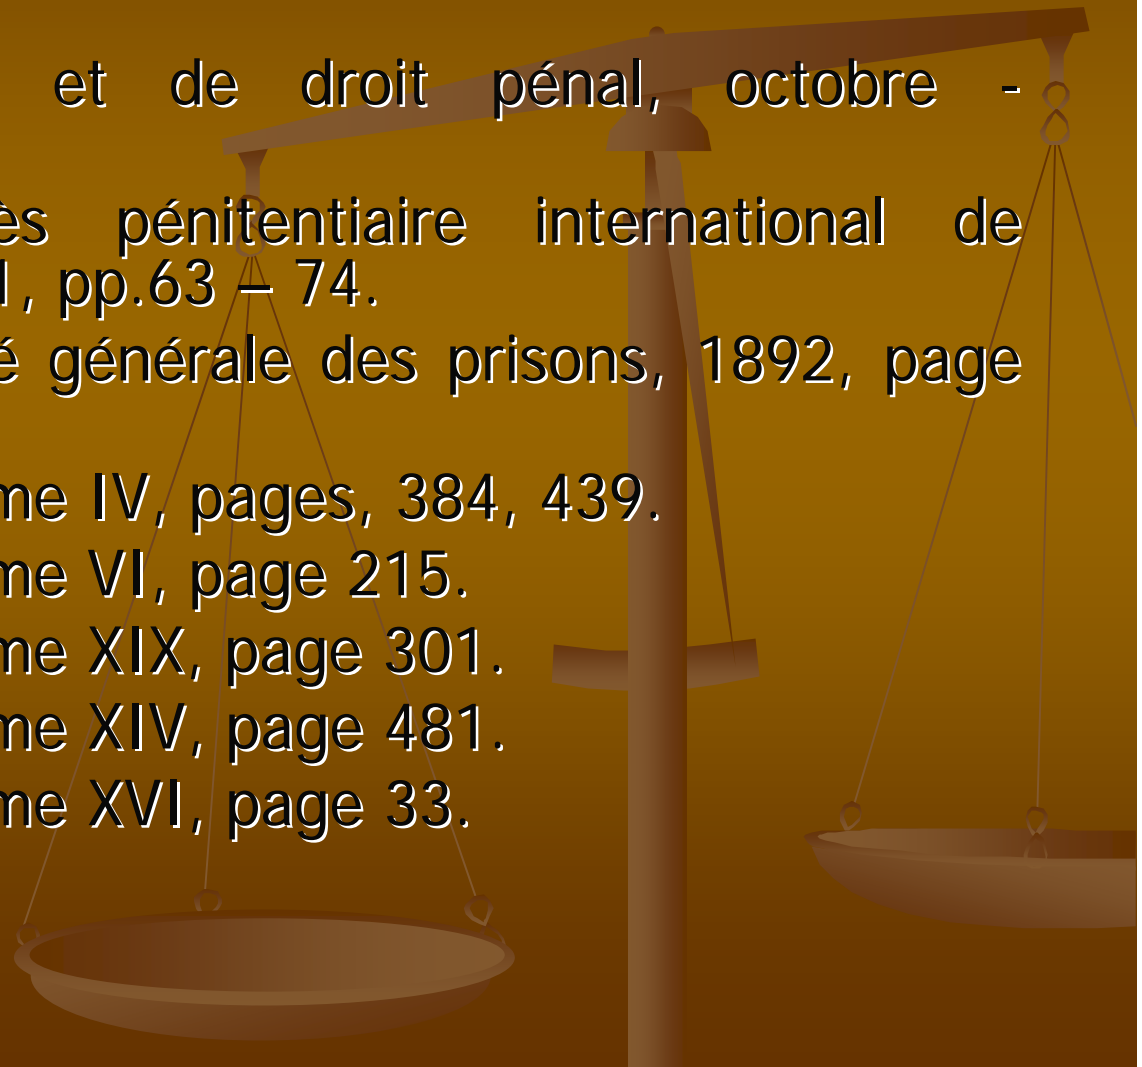 et de droit pénal, octobre -
ès pénitentiaire international de
1, pp.63 – 74.
é générale des prisons, 1892, page
me IV, pages, 384, 439.
me VI, page 215.
me XIX, page 301.
me XIV, page 481.
me XVI, page 33.